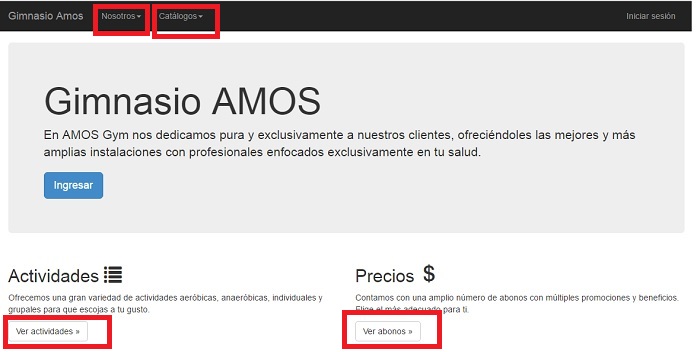 Gimnasio Amos Nosotros Catálogos Iniciar sesión
Gimnasio AMOS
En AMOS Gym nos dedicamos pura y exclusivamente a nuestros clientes, ofreciéndoles las mejores y más
amplias instalaciones con profesionales enfocados exclusivamente en tu salud.
Ingresar
Actividades
Ofrecemos una gran variedad de actividades aeróbicas, anaeróbicas, individuales y
grupales para que escojas a tu gusto.
Ver actividades »
Precios $
Contamos con una amplio número de abonos con múltiples promociones y beneficios.
Elige el más adecuado para ti.
Ver abonos »